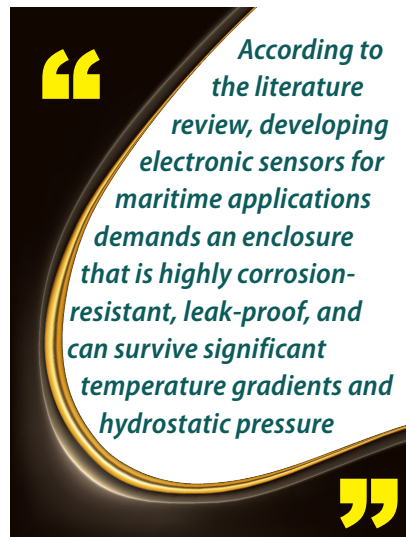 “
According to
the literature
review, developing
electronic sensors for
maritime applications
demands an enclosure
that is highly corrosion-
resistant, leak-proof, and
can survive significant
temperature gradients and
hydrostatic pressure
”